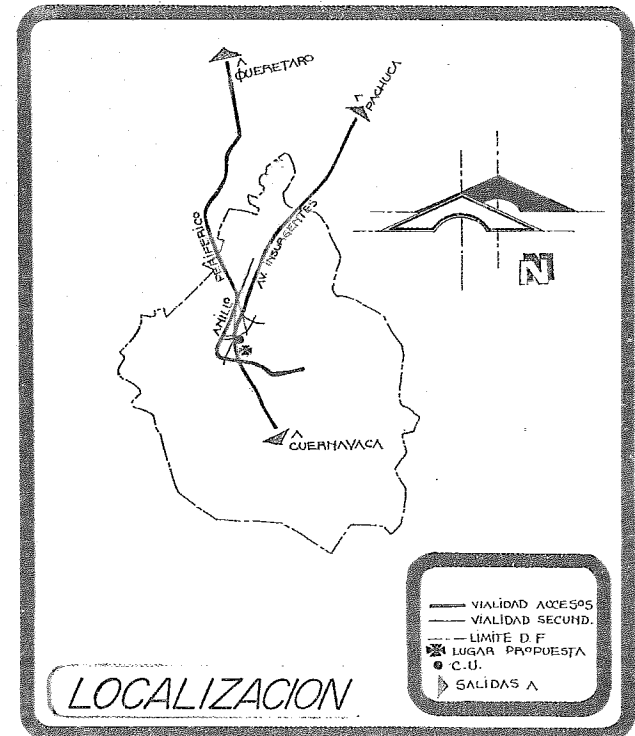 A QUERETARO
A PACHUCA
PERIFERICO
AV. INSURGENTES
ANILLO
N
A CUERNAVACA
VIALIDAD ACCESOS
VIALIDAD SECUND.
LIMITE D.F
LUGAR PROPUESTA
C.U.
SALIDAS A
LOCALIZACION